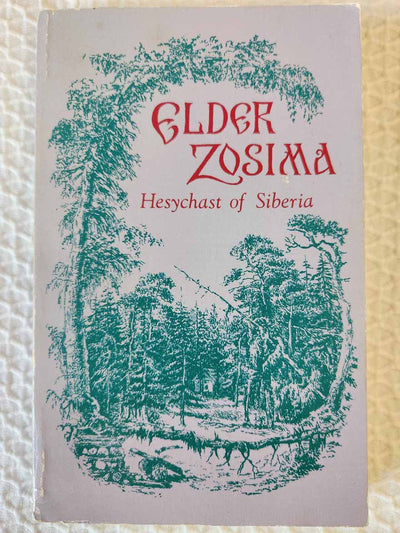 ELDER
ZOSIMA
Hesychast of Siberia